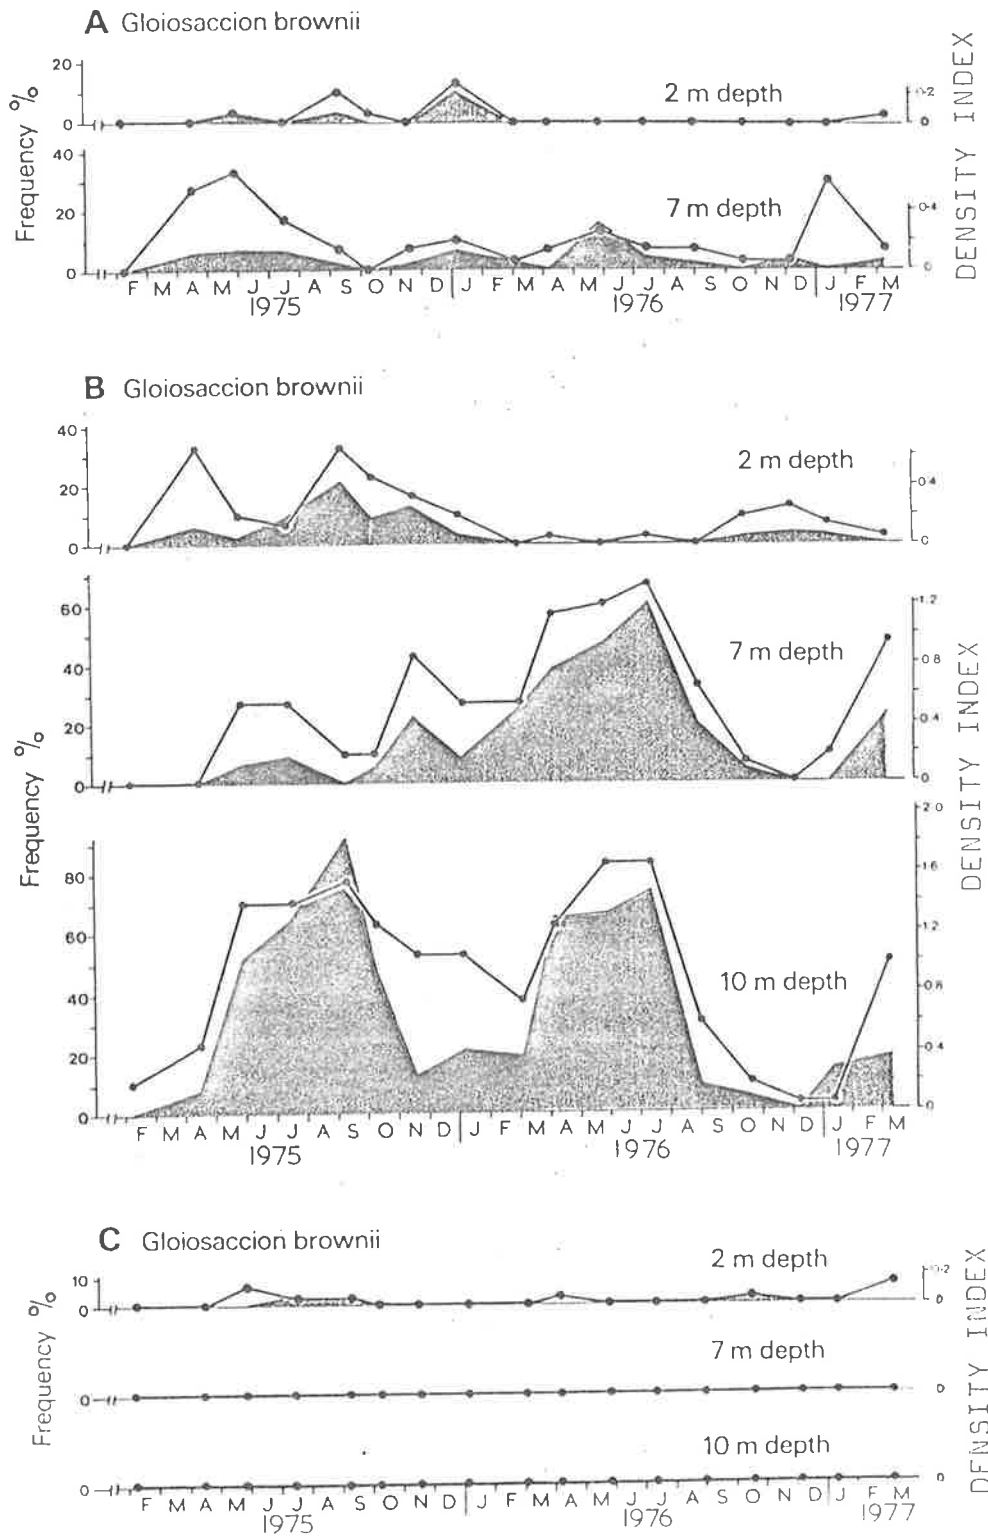 A Gloiosaccion brownii
Frequency %
20
0
2 m depth
0·2
0
DENSITY INDEX
40
20
0
7 m depth
0·4
0
F M A M J J A S O N D J F M A M J J A S O N D J F M
1975 1976 1977
B Gloiosaccion brownii
Frequency %
40
20
0
2 m depth
0·4
0
60
40
20
0
7 m depth
1·2
0·8
0·4
0
DENSITY INDEX
80
60
40
20
0
10 m depth
2·0
1·6
1·2
0·8
0·4
0
F M A M J J A S O N D J F M A M J J A S O N D J F M
1975 1976 1977
C Gloiosaccion brownii
Frequency %
10
0
2 m depth
0·2
0
DENSITY INDEX
0
7 m depth
0
0
10 m depth
0
F M A M J J A S O N D J F M A M J J A S O N D J F M
1975 1976 1977